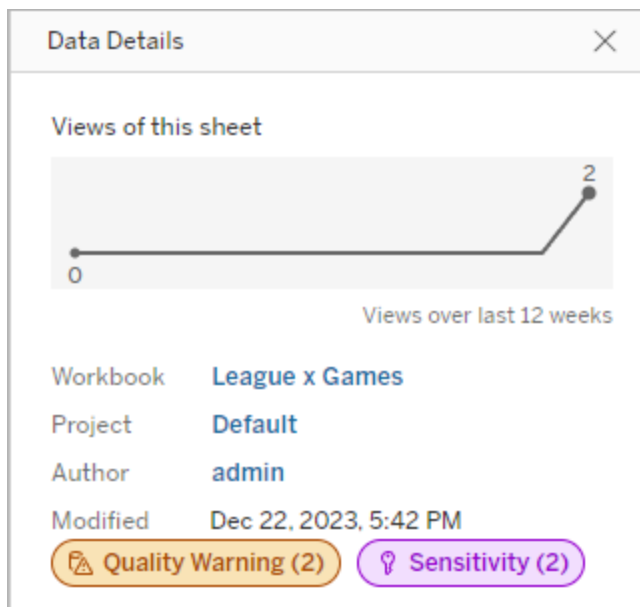 Data Details
Views of this sheet
2
0
Views over last 12 weeks
Workbook League x Games
Project Default
Author admin
Modified Dec 22, 2023, 5:42 PM
Quality Warning (2) Sensitivity (2)